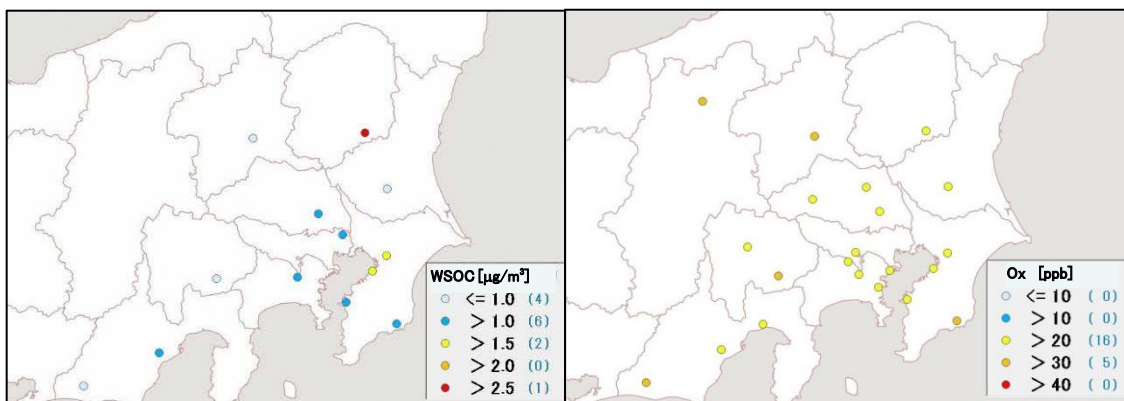 WSOC [μg/m³]
<= 1.0 (4)
> 1.0 (6)
> 1.5 (2)
> 2.0 (0)
> 2.5 (1)
Ox [ppb]
<= 10 ( 0)
> 10 ( 0)
> 20 (16)
> 30 ( 5)
> 40 ( 0)